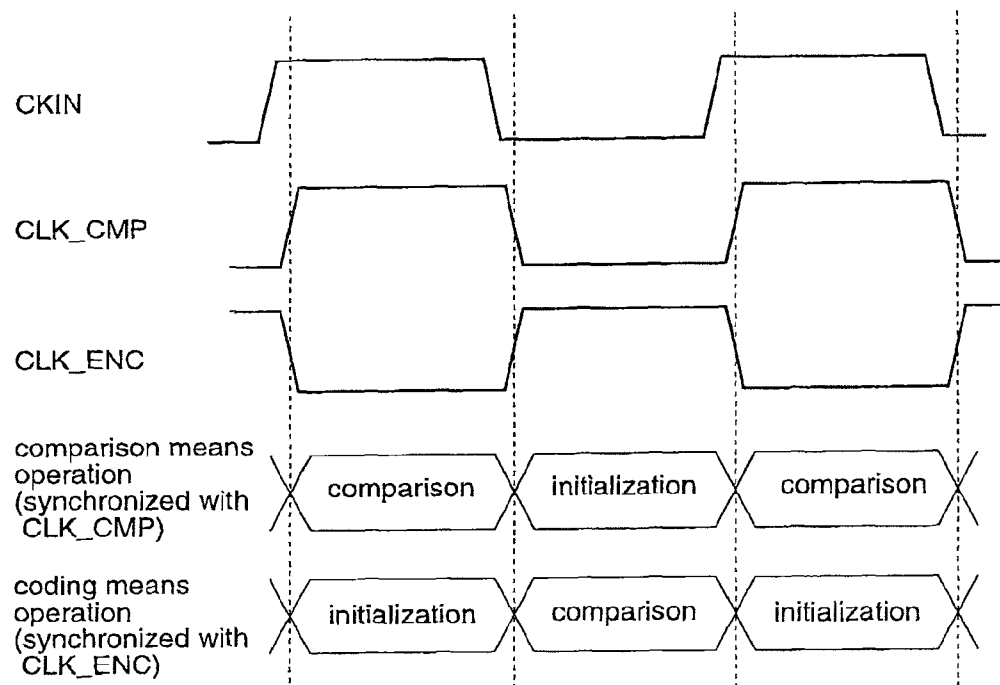 CKIN
CLK_CMP
CLK_ENC
comparison means
operation
(synchronized with
CLK_CMP)
comparison
initialization
comparison
coding means
operation
(synchronized with
CLK_ENC)
initialization
comparison
initialization